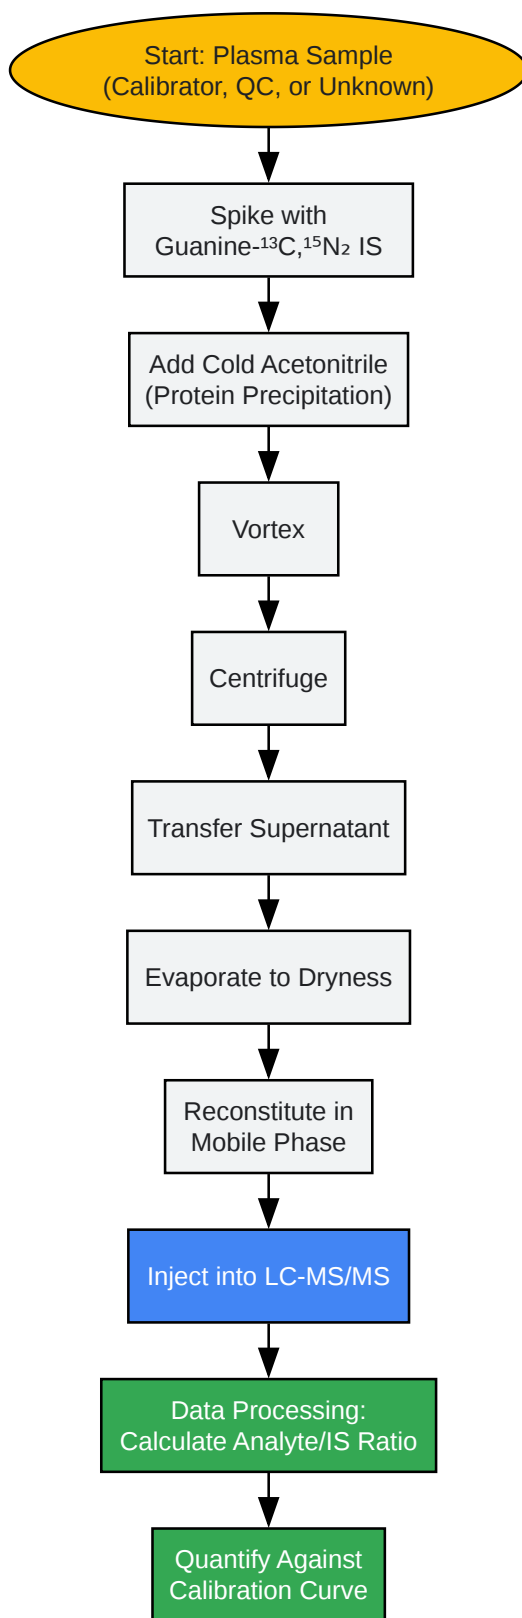 Start: Plasma Sample
(Calibrator, QC, or Unknown)
Spike with
Guanine-¹³C,¹⁵N₂ IS
Add Cold Acetonitrile
(Protein Precipitation)
Vortex
Centrifuge
Transfer Supernatant
Evaporate to Dryness
Reconstitute in
Mobile Phase
Inject into LC-MS/MS
Data Processing:
Calculate Analyte/IS Ratio
Quantify Against
Calibration Curve